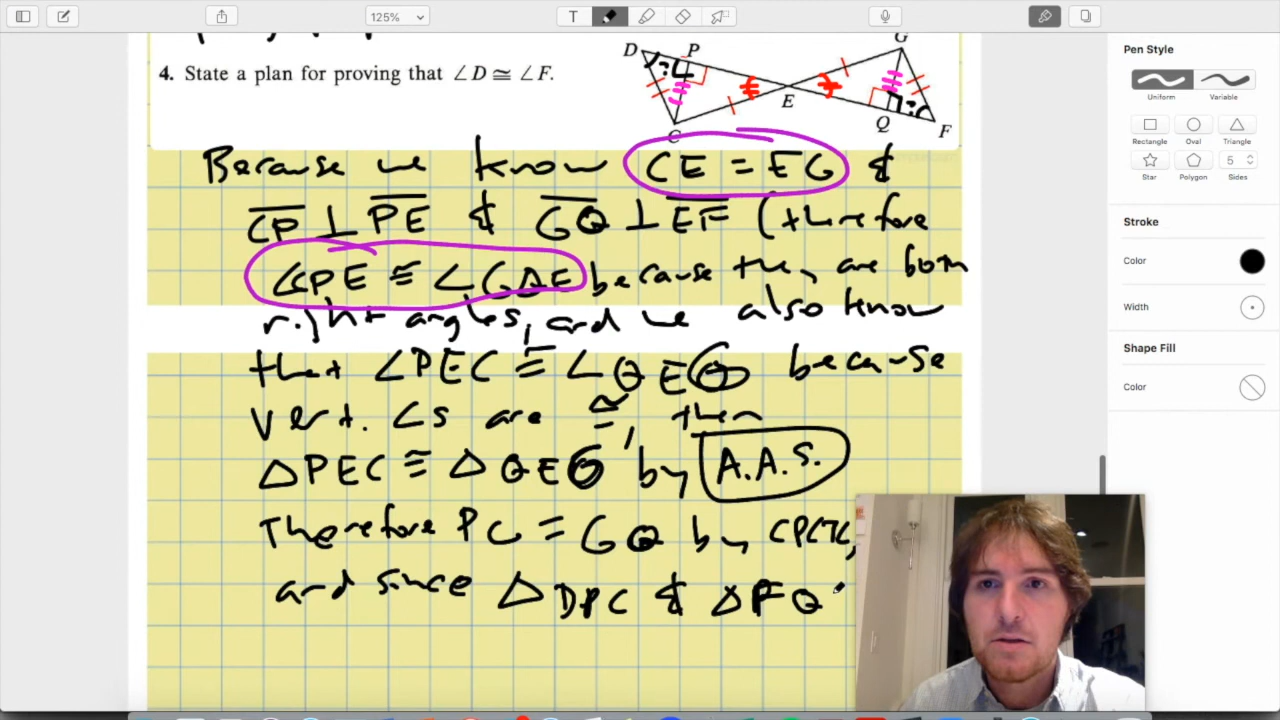 125%
T
4. State a plan for proving that ∠D ≅ ∠F.
D P G
E
C Q F
Because we know CE = EG &
CP ⊥ PE & GQ ⊥ EF (therefore
∠CPE ≅ ∠GQE because they are both
right angles, and we also know
that ∠PEC ≅ ∠QEG because
vert. ∠s are ≅, then
△PEC ≅ △QEG by A.A.S.
Therefore PC = GQ by CPCTC,
and since △DPC & △FQ
Pen Style
Uniform Variable
Rectangle Oval Triangle
5
Star Polygon Sides
Stroke
Color
Width
Shape Fill
Color